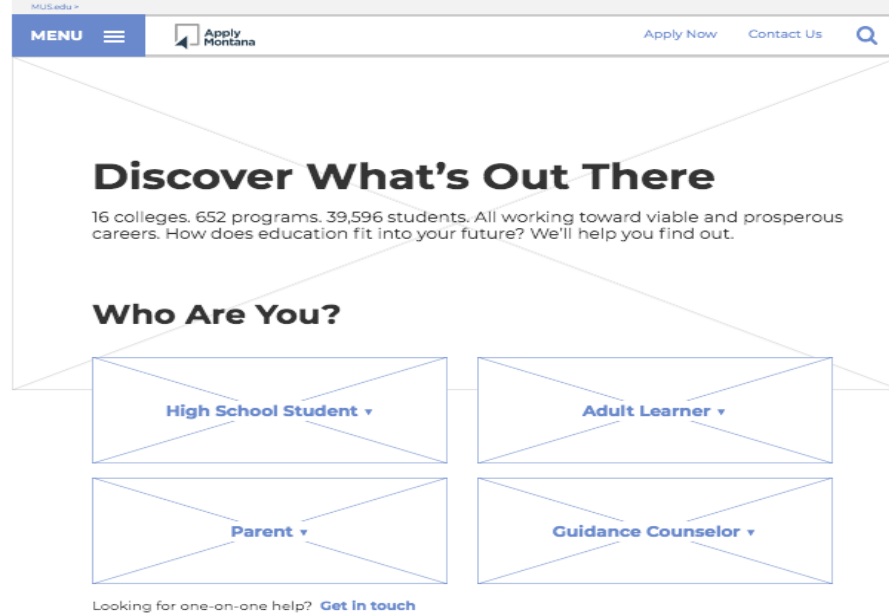 MUS.edu >
MENU
Apply
Montana
Apply Now
Contact Us
Discover What’s Out There
16 colleges. 652 programs. 39,596 students. All working toward viable and prosperous
careers. How does education fit into your future? We’ll help you find out.
Who Are You?
High School Student ▾
Adult Learner ▾
Parent ▾
Guidance Counselor ▾
Looking for one-on-one help? Get in touch